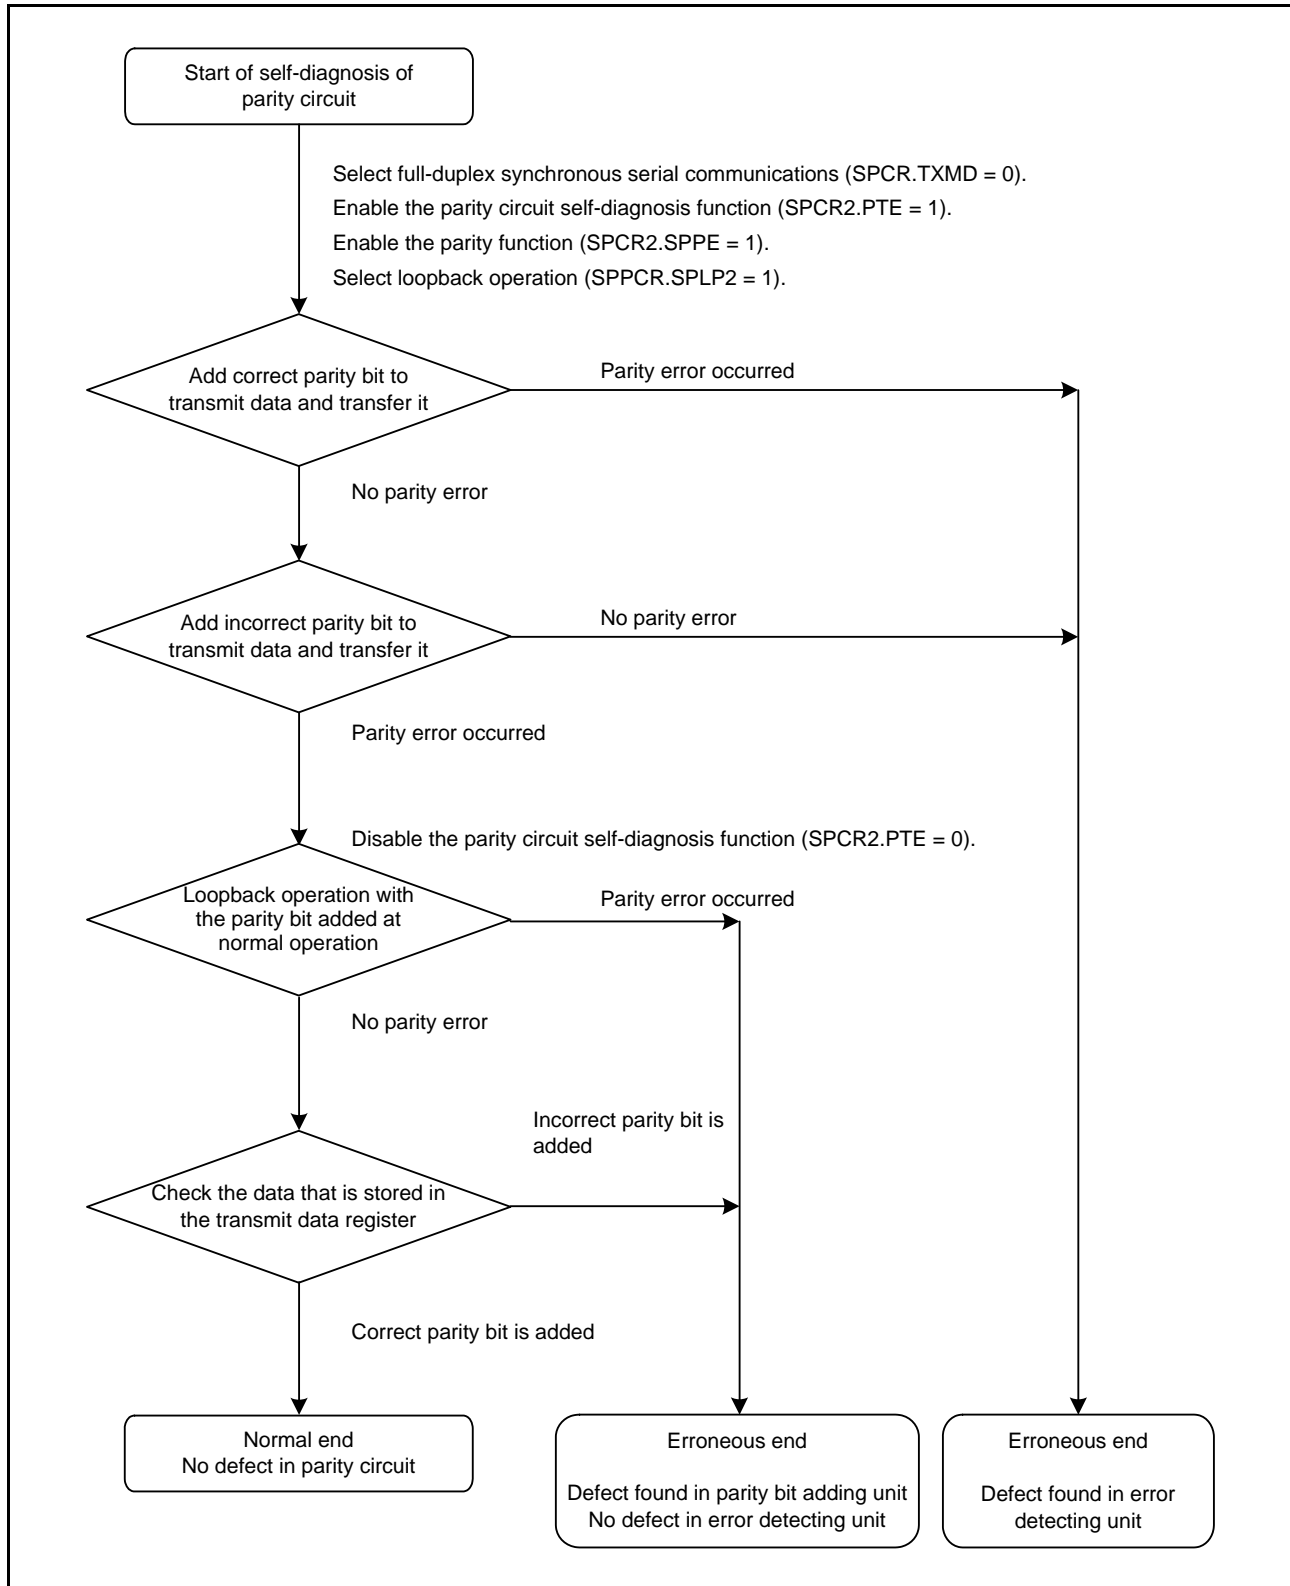 Start of self-diagnosis of
parity circuit
Select full-duplex synchronous serial communications (SPCR.TXMD = 0).
Enable the parity circuit self-diagnosis function (SPCR2.PTE = 1).
Enable the parity function (SPCR2.SPPE = 1).
Select loopback operation (SPPCR.SPLP2 = 1).
Add correct parity bit to
transmit data and transfer it
Parity error occurred
No parity error
Add incorrect parity bit to
transmit data and transfer it
No parity error
Parity error occurred
Disable the parity circuit self-diagnosis function (SPCR2.PTE = 0).
Loopback operation with
the parity bit added at
normal operation
Parity error occurred
No parity error
Incorrect parity bit is
added
Check the data that is stored in
the transmit data register
Correct parity bit is added
Normal end
No defect in parity circuit
Erroneous end
Defect found in parity bit adding unit
No defect in error detecting unit
Erroneous end
Defect found in error
detecting unit